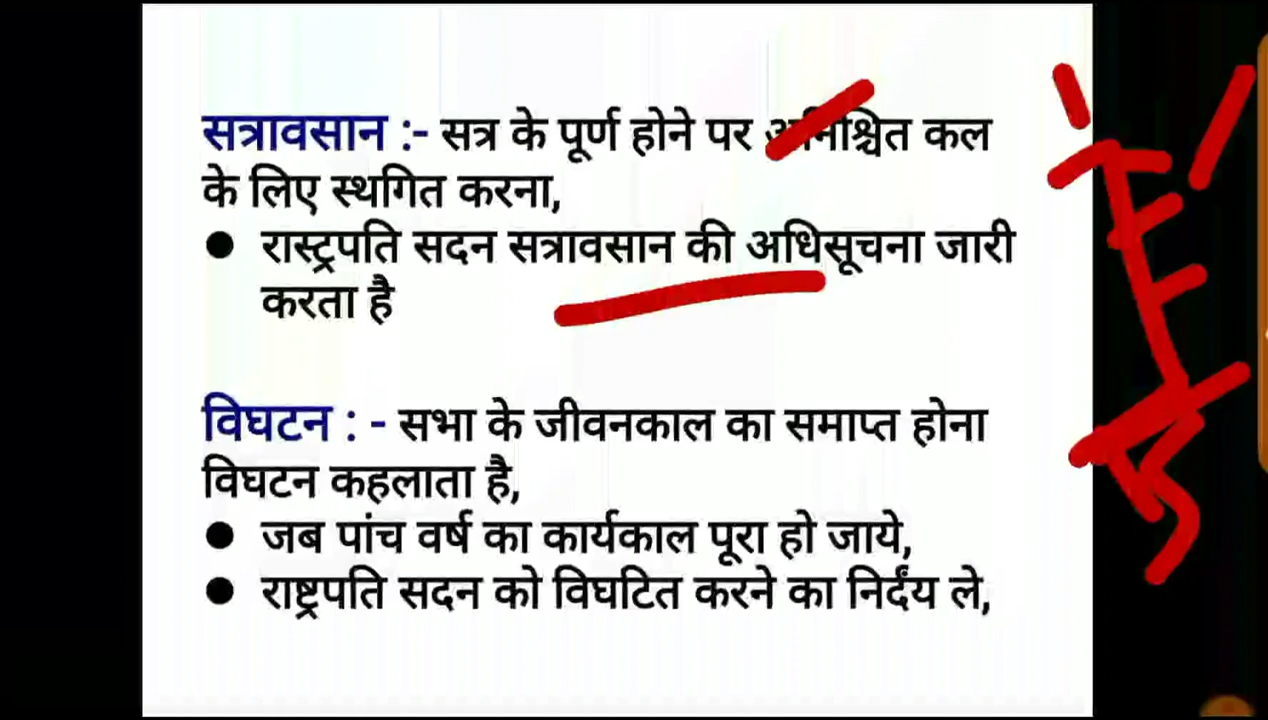 सत्रावसान :- सत्र के पूर्ण होने पर कल
के लिए स्थगित करना,
● रास्ट्रपति सदन सत्रावसान की अधिसूचना जारी
करता है
विघटन : - सभा के जीवनकाल का समाप्त होना
विघटन कहलाता है,
● जब पांच वर्ष का कार्यकाल पूरा हो जाये,
● राष्ट्रपति सदन को विघटित करने का निर्दंय ले,